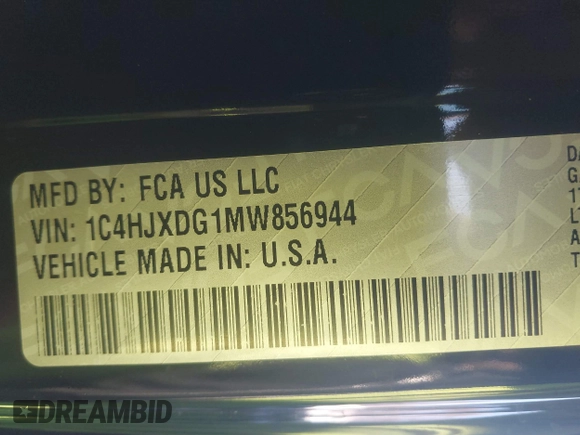 MFD BY: FCA US LLC
VIN: 1C4HJXDG1MW856944
VEHICLE MADE IN: U.S.A.
DREAMBID